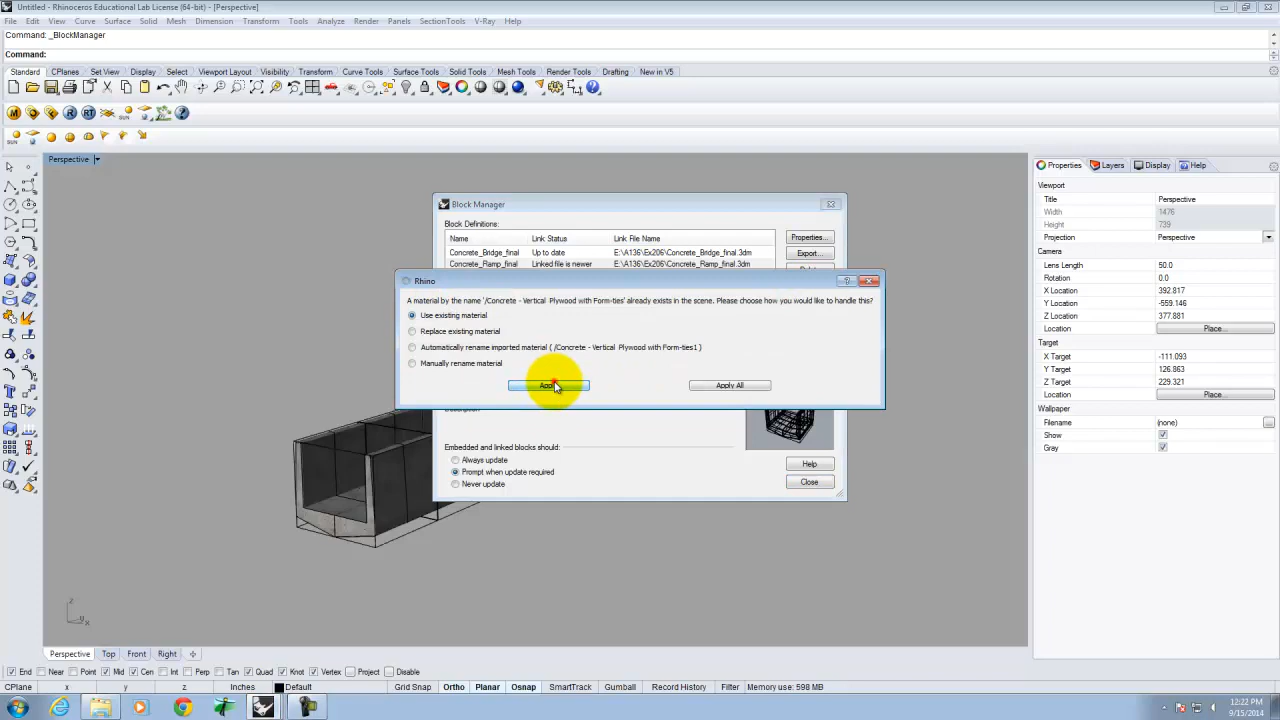 Untitled - Rhinoceros Educational Lab License (64-bit) - [Perspective]
File Edit View Curve Surface Solid Mesh Dimension Transform Tools Analyze Render Panels SectionTools V-Ray Help
Command: _BlockManager
Command:
Standard CPlanes Set View Display Select Viewport Layout Visibility Transform Curve Tools Surface Tools Solid Tools Mesh Tools Render Tools Drafting New in V5
M R RT SUN ?
SUN
Perspective
Properties Layers Display Help
Viewport
Title Perspective
Width 1476
Height 739
Projection Perspective
Camera
Lens Length 50.0
Rotation 0.0
X Location 392.817
Y Location -559.146
Z Location 377.881
Location Place...
Target
X Target -111.093
Y Target 126.863
Z Target 229.321
Location Place...
Wallpaper
Filename (none)
Show
Gray
Block Manager
Block Definitions:
Name Link Status Link File Name
Concrete_Bridge_final Up to date E:\A136\Ex206\Concrete_Bridge_final.3dm
Concrete_Ramp_final Linked file is newer E:\A136\Ex206\Concrete_Ramp_final.3dm
Properties...
Export...
Rhino
A material by the name '/Concrete - Vertical Plywood with Form-ties' already exists in the scene. Please choose how you would like to handle this?
Use existing material
Replace existing material
Automatically rename imported material ( /Concrete - Vertical Plywood with Form-ties1 )
Manually rename material
Apply Apply All
Embedded and linked blocks should:
Always update
Prompt when update required
Never update
Help
Close
z
x
Perspective Top Front Right
End Near Point Mid Cen Int Perp Tan Quad Knot Vertex Project Disable
CPlane x y z Inches Default Grid Snap Ortho Planar Osnap SmartTrack Gumball Record History Filter Memory use: 598 MB
12:22 PM
9/15/2014